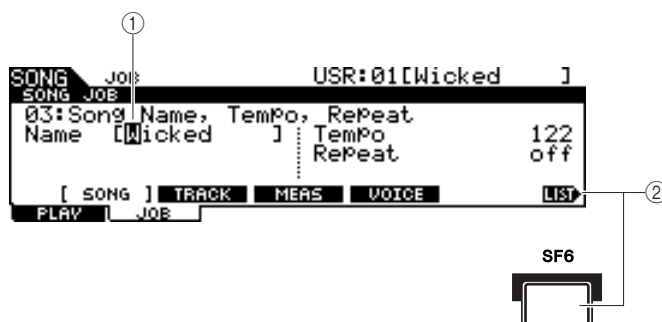 ①
SONG JOB USR:01[Wicked ]
SONG JOB
03:Song Name, Tempo, Repeat
Name [Wicked ] Tempo 122
Repeat off
[ SONG ] TRACK MEAS VOICE LIST
②
PLAY JOB
SF6